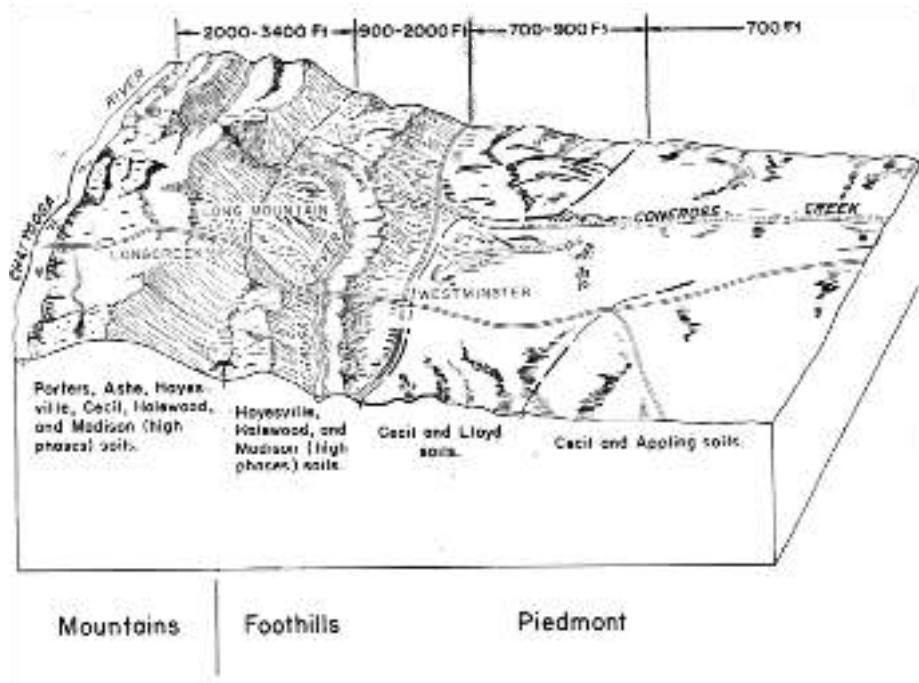 2000-3400 Ft 900-2000 Ft 700-900 Ft 700 Ft
RIVER
CHATTOOGA
LONG MOUNTAIN
LONGCREEK
CONEROSS CREEK
WESTMINSTER
Porters, Ashe, Hayes-
ville, Cecil, Halewood,
and Madison (high
phases) soils.
Hayesville,
Halewood, and
Madison (high
phases) soils.
Cecil and Lloyd
soils.
Cecil and Appling soils.
Mountains
Foothills
Piedmont